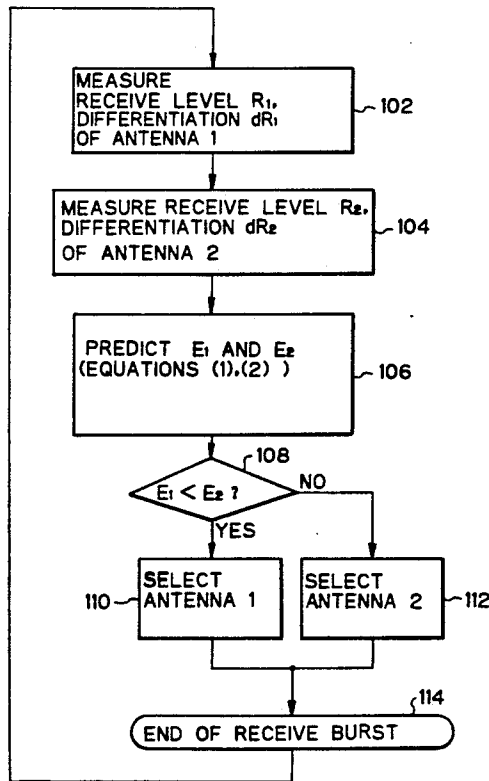 MEASURE
RECEIVE LEVEL R1,
DIFFERENTIATION dR1
OF ANTENNA 1
102
MEASURE RECEIVE LEVEL R2,
DIFFERENTIATION dR2
OF ANTENNA 2
104
PREDICT E1 AND E2
(EQUATIONS (1),(2) )
106
108
E1 < E2 ?
NO
YES
110
SELECT
ANTENNA 1
SELECT
ANTENNA 2
112
114
END OF RECEIVE BURST